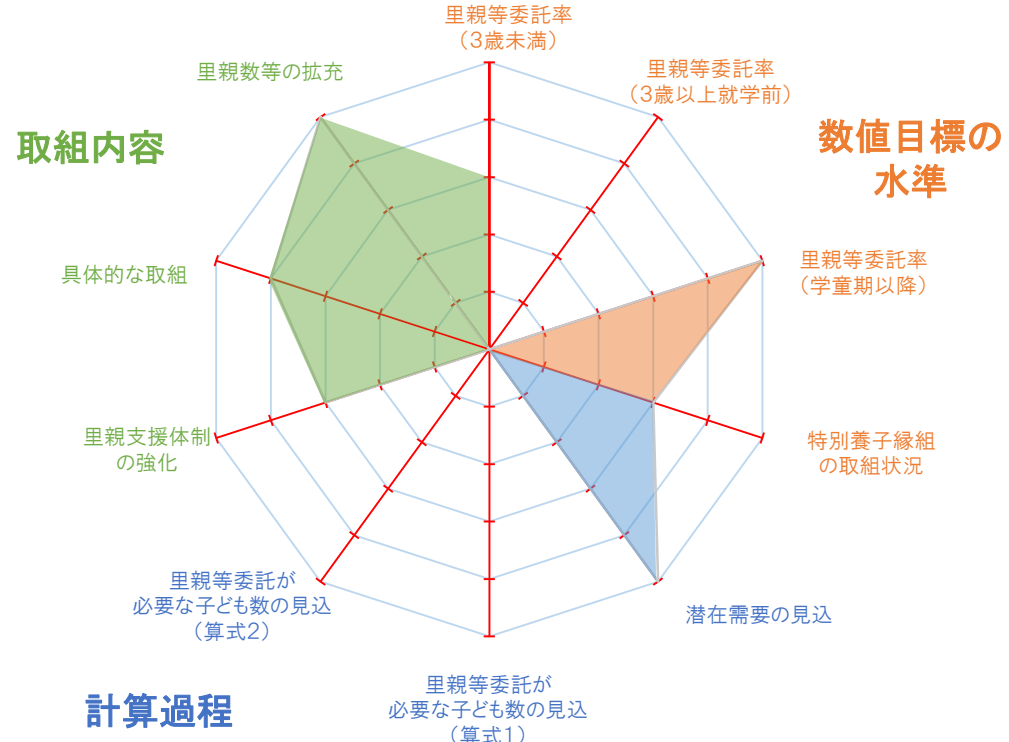 里親等委託率
（3歳未満）
里親等委託率
（3歳以上就学前）
里親数等の拡充
取組内容
数値目標の
水準
里親等委託率
（学童期以降）
具体的な取組
里親支援体制
の強化
特別養子縁組
の取組状況
里親等委託が
必要な子ども数の見込
（算式2）
潜在需要の見込
里親等委託が
必要な子ども数の見込
（算式1）
計算過程